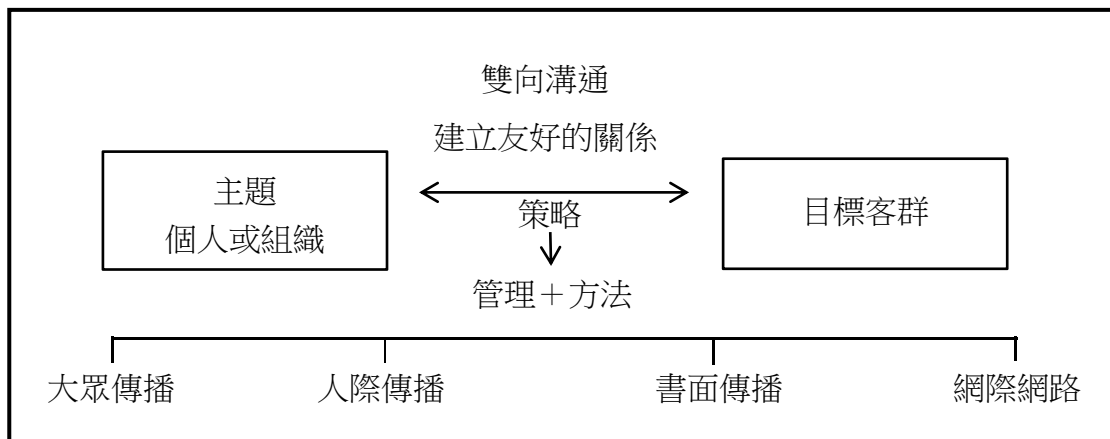 雙向溝通
建立友好的關係
主題
個人或組織
目標客群
策略
管理＋方法
大眾傳播
人際傳播
書面傳播
網際網路